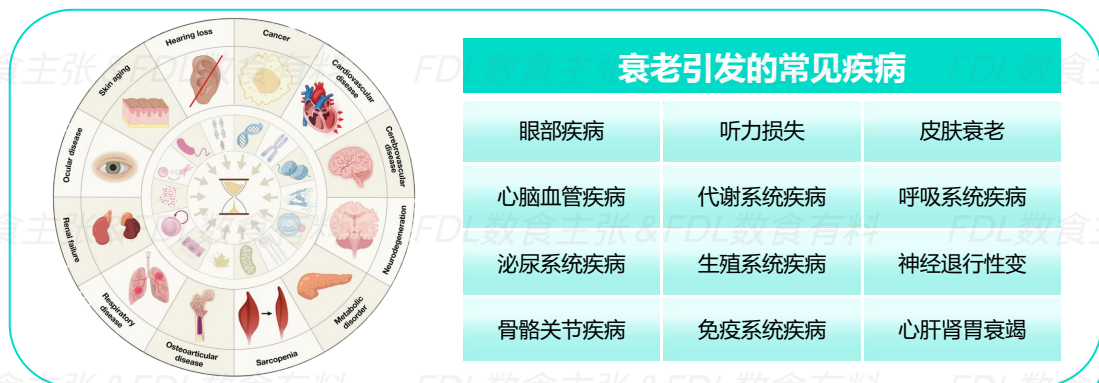 Hearing loss
Cancer
Cardiovascular
disease
Cerebrovascular
disease
Neurodegeneration
Metabolic
disorder
Sarcopenia
Osteoarticular
disease
Respiratory
disease
Renal failure
Ocular disease
Skin aging
衰老引发的常见疾病
眼部疾病 听力损失 皮肤衰老
心脑血管疾病 代谢系统疾病 呼吸系统疾病
泌尿系统疾病 生殖系统疾病 神经退行性变
骨骼关节疾病 免疫系统疾病 心肝肾胃衰竭
FDL数食主张&FDL数食有料